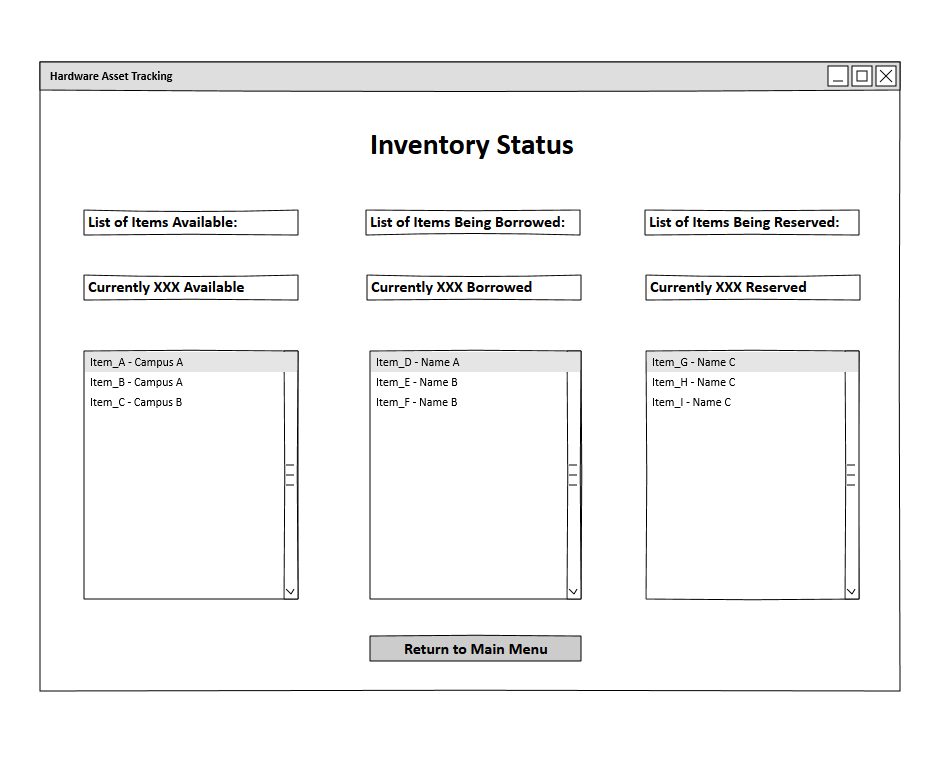 Hardware Asset Tracking
Inventory Status
List of Items Available:
List of Items Being Borrowed:
List of Items Being Reserved:
Currently XXX Available
Currently XXX Borrowed
Currently XXX Reserved
Item_A - Campus A
Item_B - Campus A
Item_C - Campus B
Item_D - Name A
Item_E - Name B
Item_F - Name B
Item_G - Name C
Item_H - Name C
Item_I - Name C
Return to Main Menu